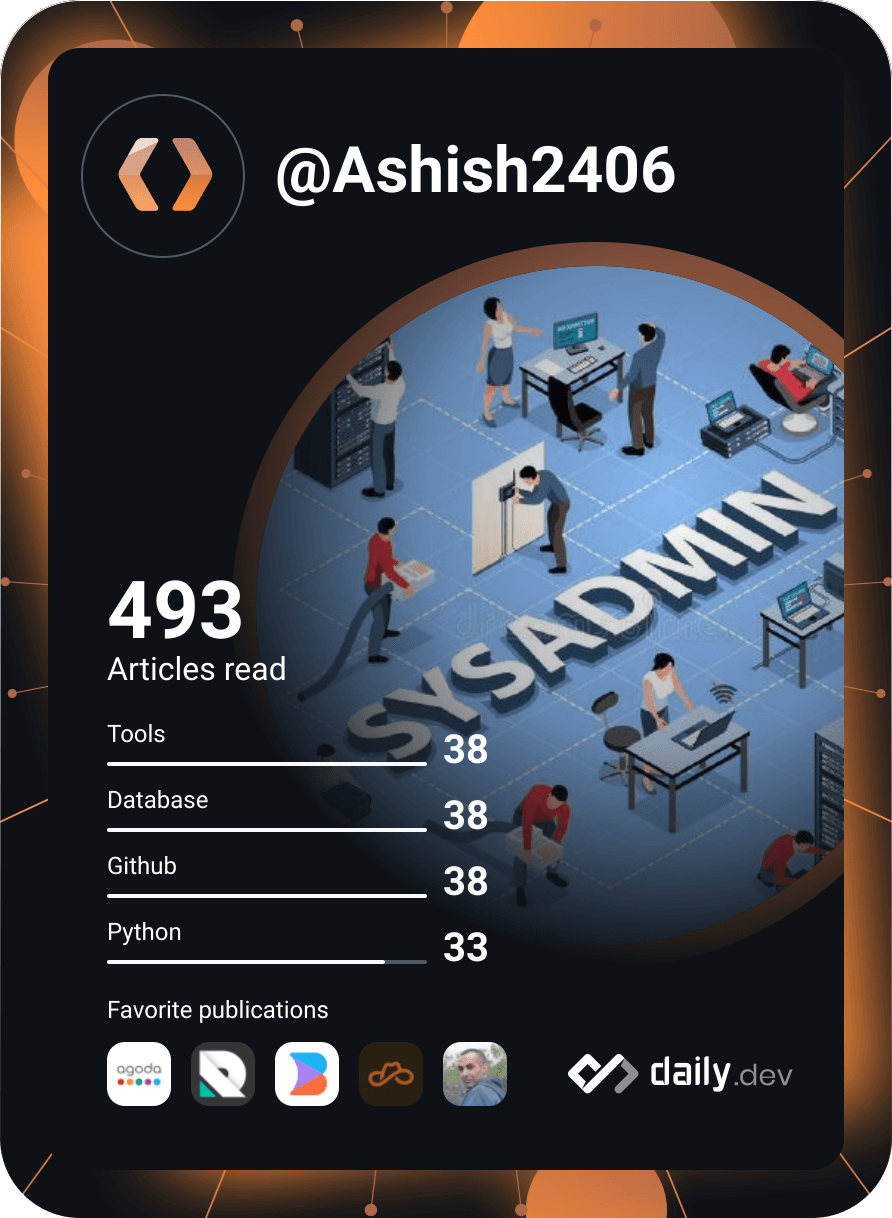 @Ashish2406
SYSADMIN
493
Articles read
Tools
38
Database
38
Github
38
Python
33
Favorite publications
agoda
daily.dev